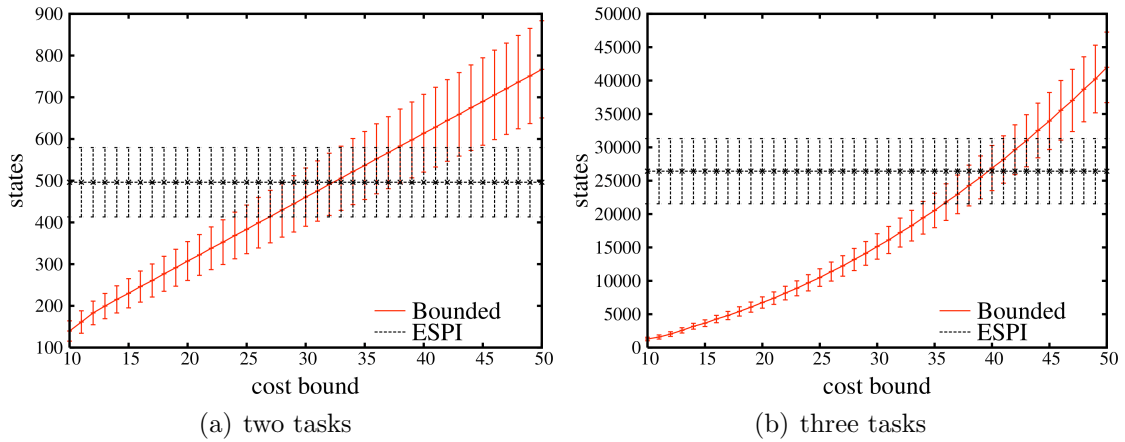 900
800
700
600
500
400
300
200
100
states
10 15 20 25 30 35 40 45 50
cost bound
Bounded
ESPI
(a) two tasks
50000
45000
40000
35000
30000
25000
20000
15000
10000
5000
0
states
10 15 20 25 30 35 40 45 50
cost bound
Bounded
ESPI
(b) three tasks